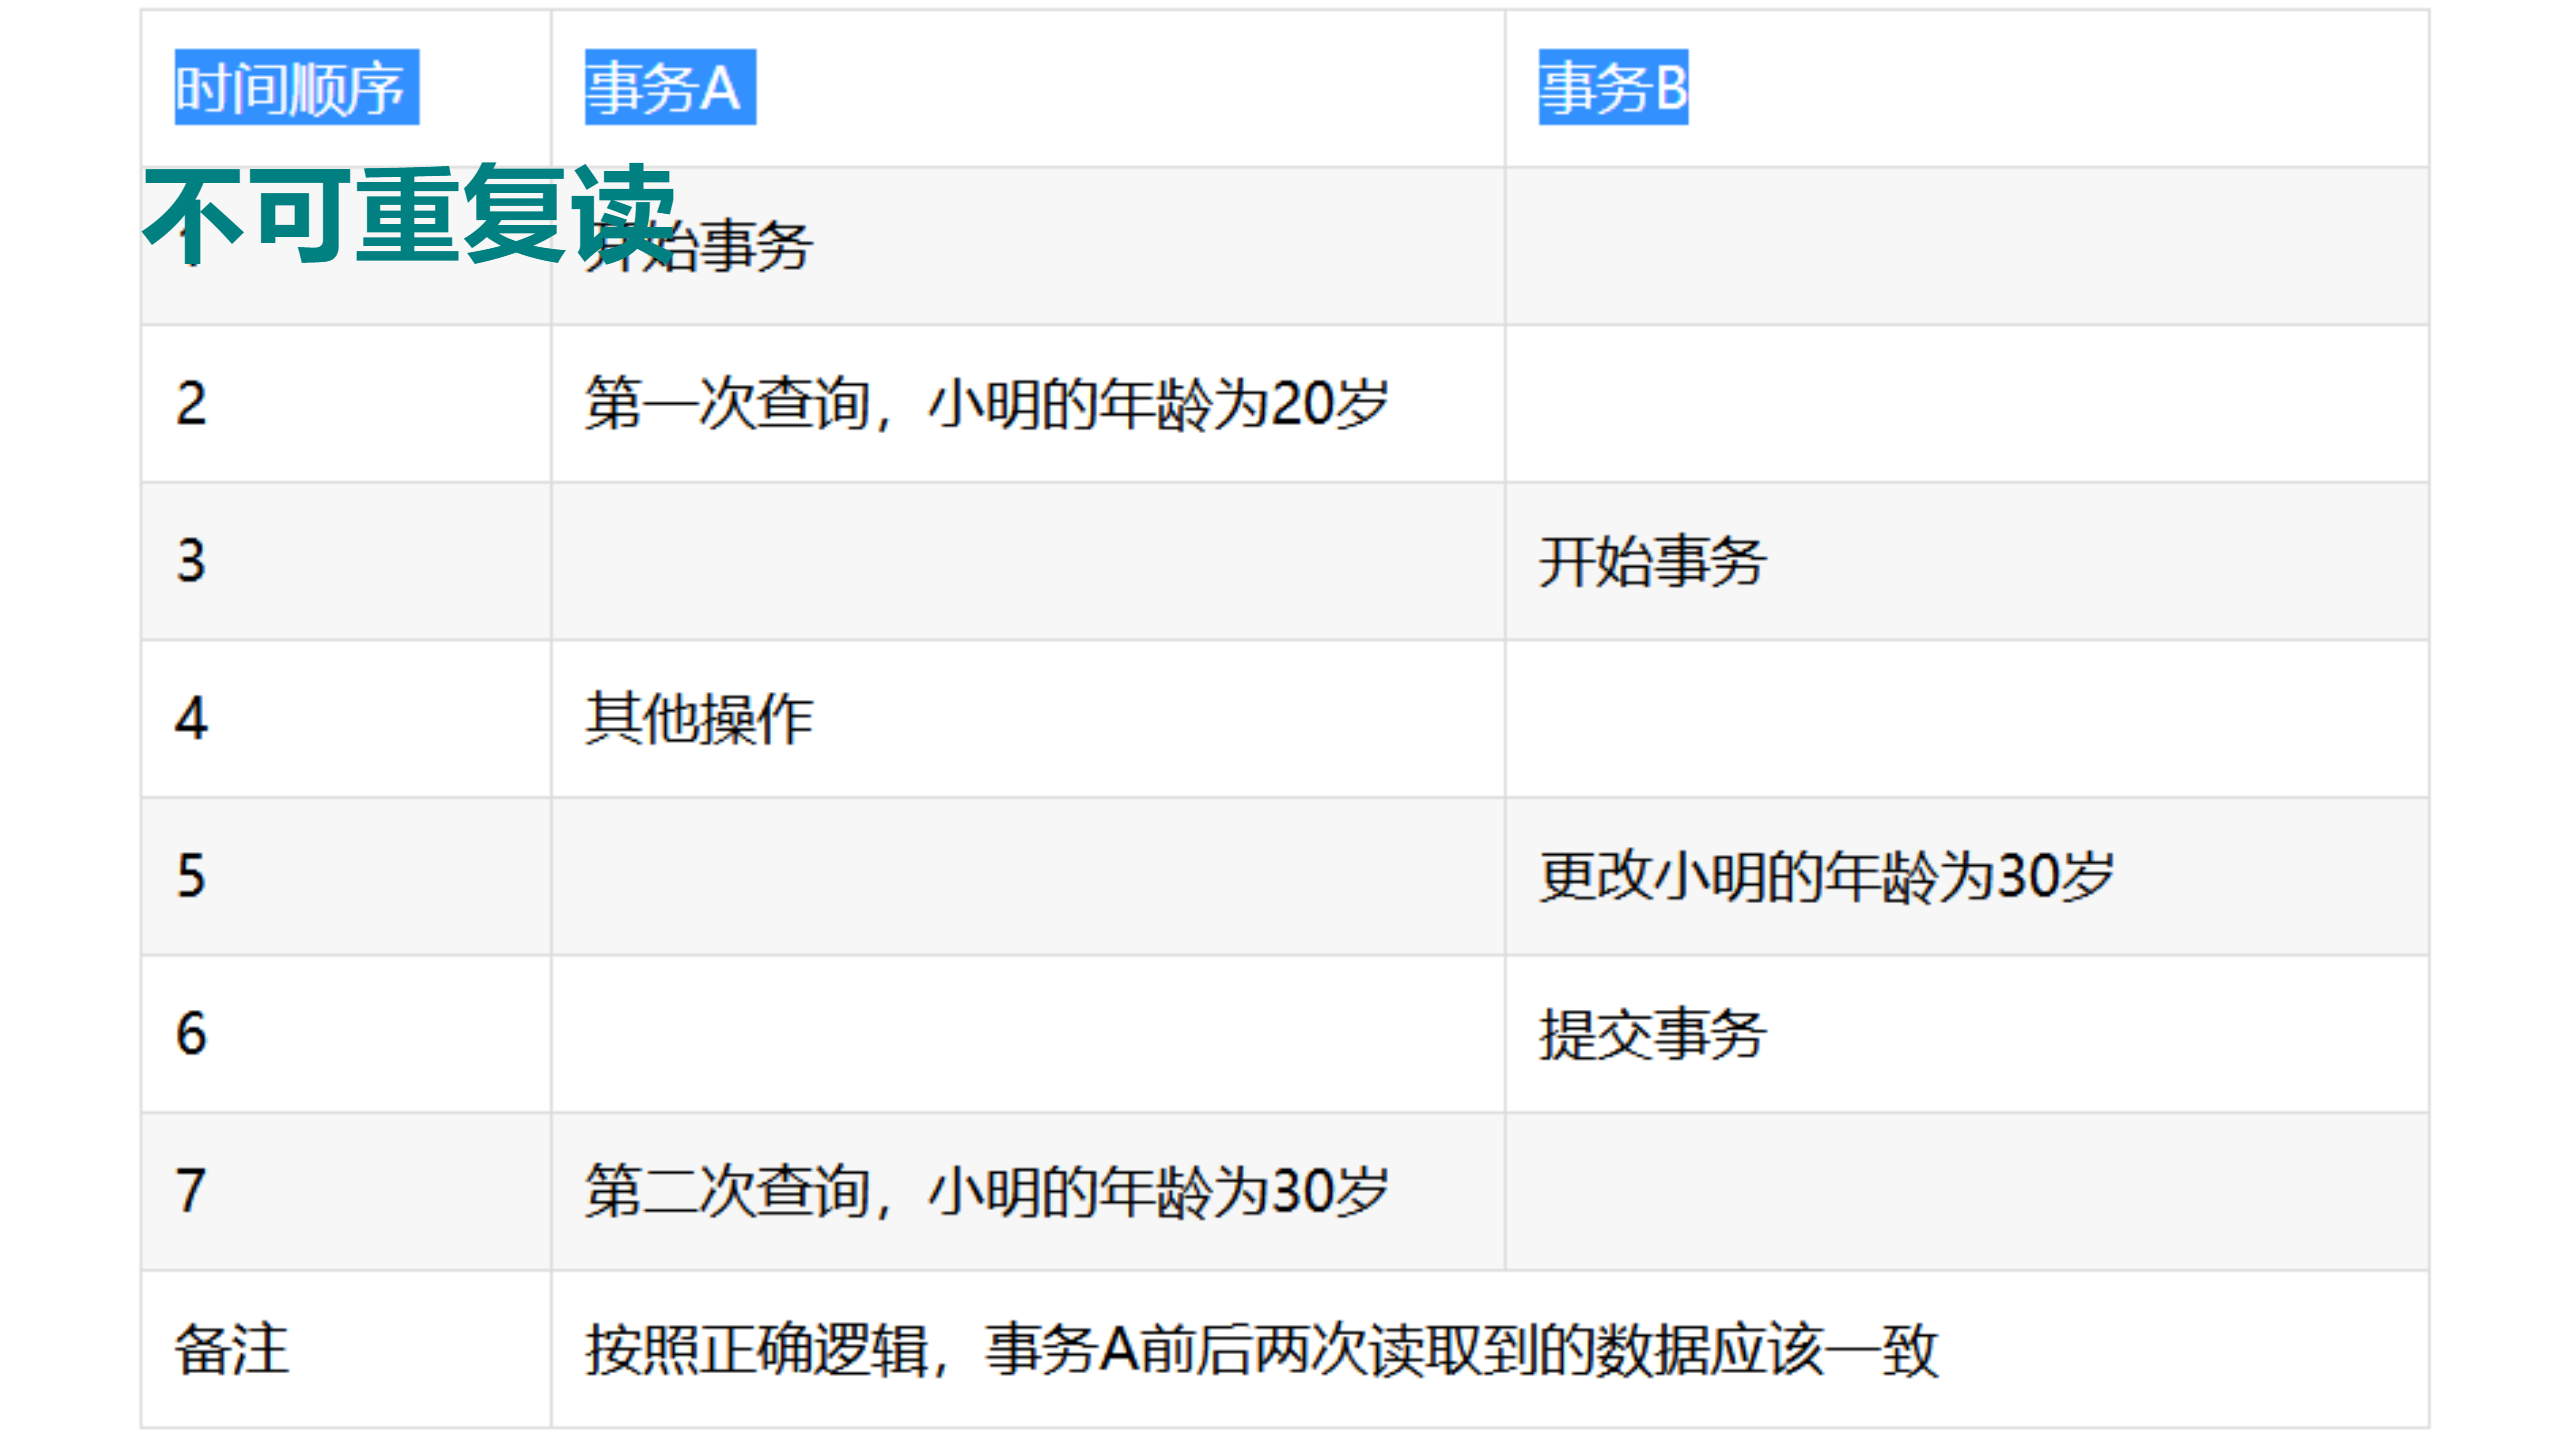 时间顺序 事务A 事务B
不可重复读
1 开始事务
2 第一次查询，小明的年龄为20岁
3 开始事务
4 其他操作
5 更改小明的年龄为30岁
6 提交事务
7 第二次查询，小明的年龄为30岁
备注 按照正确逻辑，事务A前后两次读取到的数据应该一致